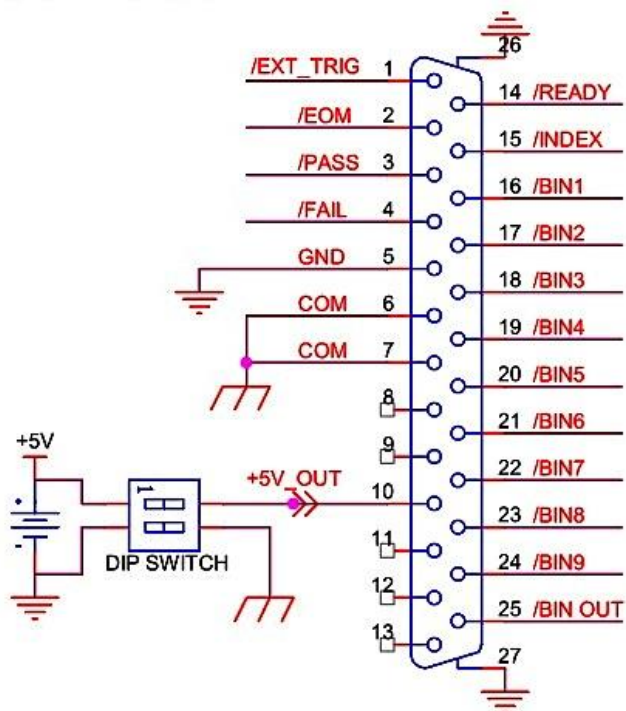 26
/EXT_TRIG 1
14 /READY
/EOM 2
15 /INDEX
/PASS 3
16 /BIN1
/FAIL 4
17 /BIN2
GND 5
18 /BIN3
COM 6
19 /BIN4
COM 7
20 /BIN5
8
21 /BIN6
9
22 /BIN7
+5V
+5V_OUT 10
1
23 /BIN8
11
24 /BIN9
DIP SWITCH
12
25 /BIN OUT
13
27
+
-